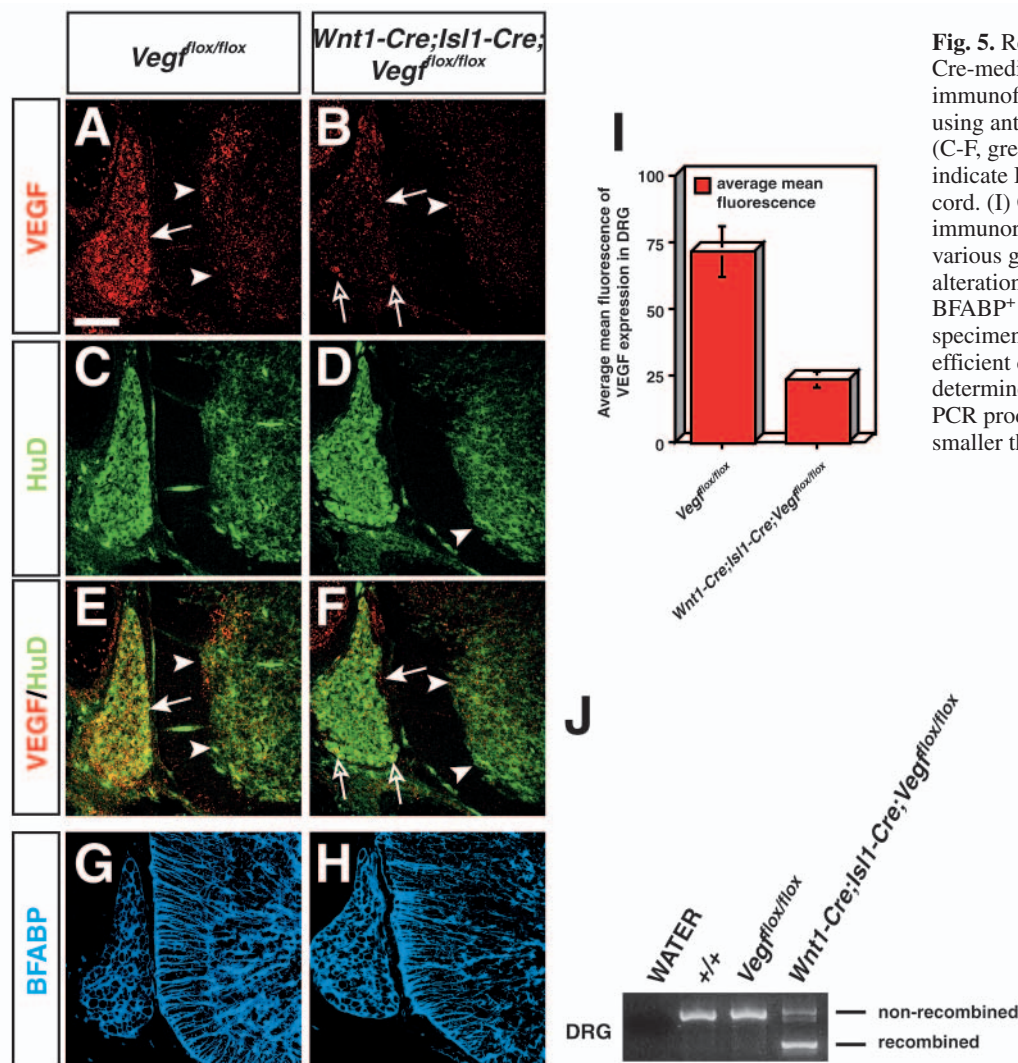 Vegf flox/flox
Wnt1-Cre;Isl1-Cre;
Vegf flox/flox
VEGF
A
B
HuD
C
D
VEGF/HuD
E
F
BFABP
G
H
I
average mean
fluorescence
Average mean fluorescence of
VEGF expression in DRG
100
75
50
25
0
Vegf flox/flox
Wnt1-Cre;Isl1-Cre;Vegf flox/flox
J
WATER
+/+
Vegf flox/flox
Wnt1-Cre;Isl1-Cre;Vegf flox/flox
DRG
non-recombined
recombined
Fig. 5.
Cre-medi
immunof
using ant
(C-F, gre
indicate
cord. (I)
immunor
various g
alteration
BFABP+
specimen
efficient
determin
PCR prod
smaller th